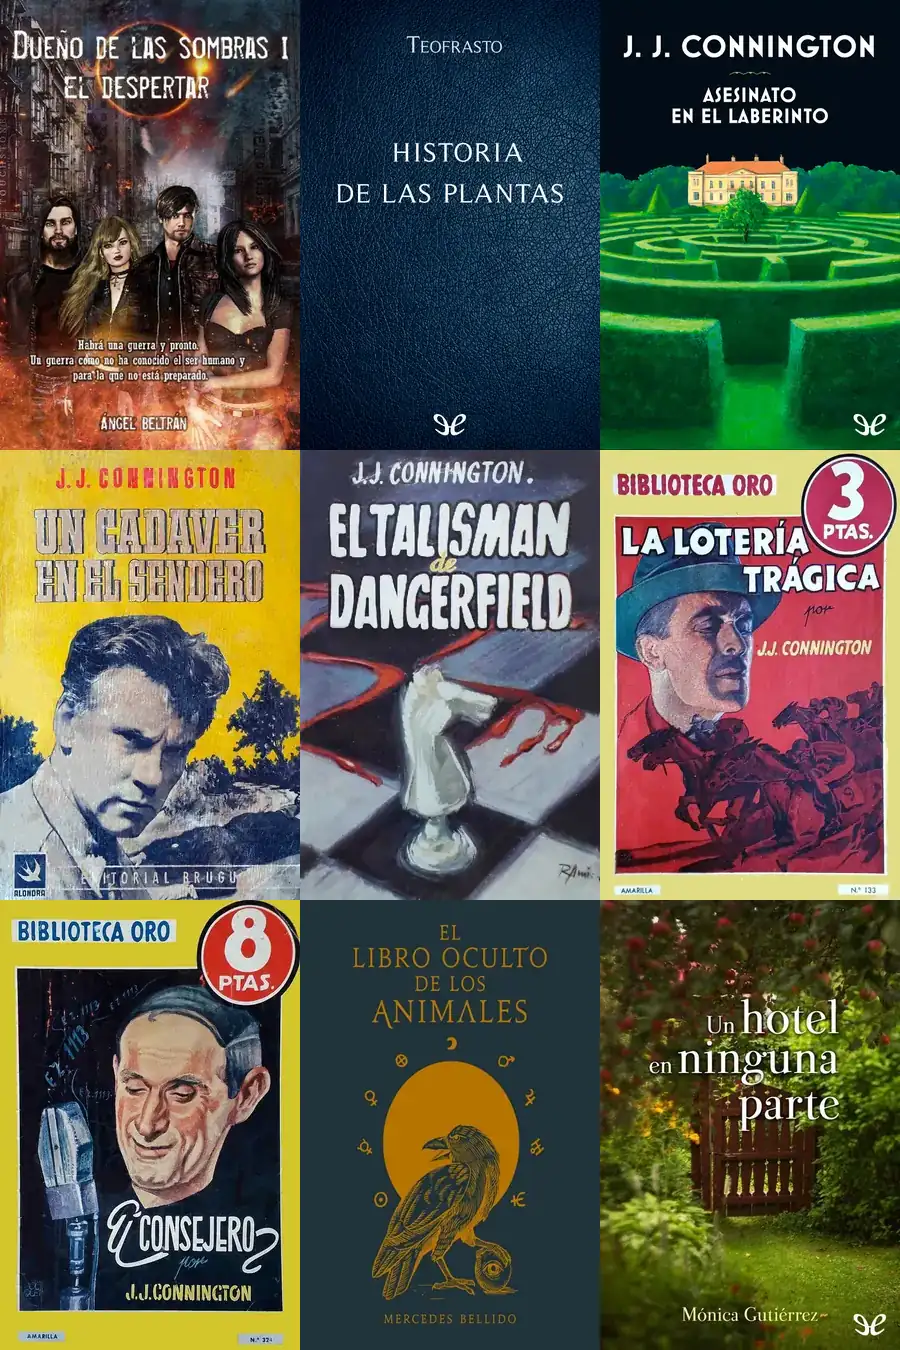 DUEÑO DE LAS SOMBRAS I
EL DESPERTAR
Habrá una guerra y pronto.
Un guerra como no ha conocido el ser humano y
para la que no está preparado.
ÁNGEL BELTRÁN
TEOFRASTO
HISTORIA
DE LAS PLANTAS
J. J. CONNINGTON
ASESINATO
EN EL LABERINTO
J.J. CONNINGTON
UN CADAVER
EN EL SENDERO
ALONDRA
EDITORIAL BRUGU
J.J. CONNINGTON.
EL TALISMAN
de
DANGERFIELD
BIBLIOTECA ORO
3
PTAS.
LA LOTERÍA
TRÁGICA
por
J.J. CONNINGTON
AMARILLA
N.º 133
BIBLIOTECA ORO
8
PTAS.
El CONSEJERO
por
J.J. CONNINGTON
AMARILLA
EL
LIBRO OCULTO
DE LOS
ANIMALES
MERCEDES BELLIDO
Un hotel
en ninguna
parte
Mónica Gutiérrez